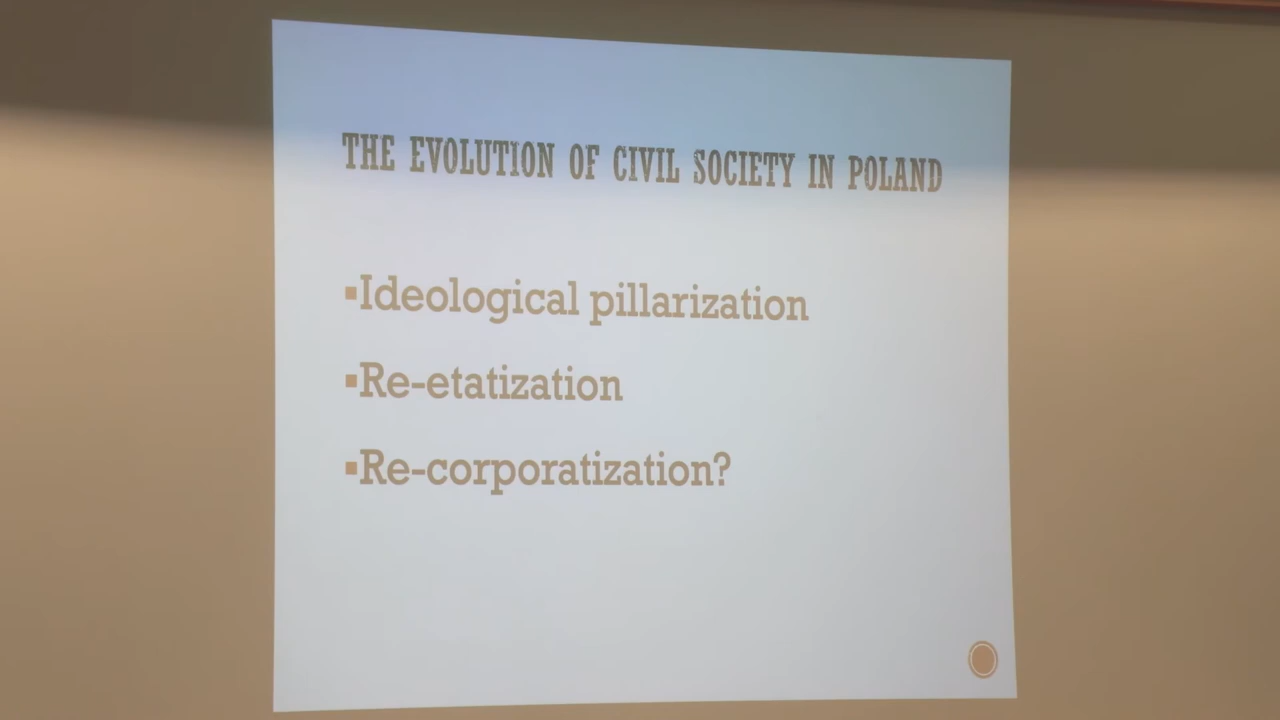 THE EVOLUTION OF CIVIL SOCIETY IN POLAND
▪Ideological pillarization
▪Re-etatization
▪Re-corporatization?